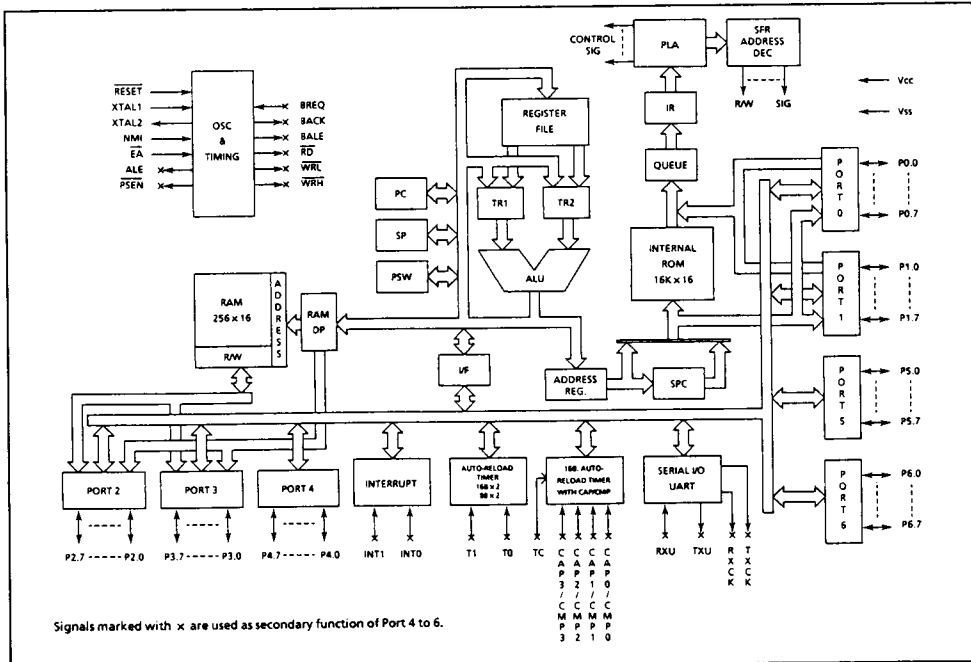 CONTROL SIG
PLA
SFR ADDRESS DEC
R/W
SIG
Vcc
Vss
RESET
XTAL1
XTAL2
NMI
EA
ALE
PSEN
OSC & TIMING
BREQ
BACK
BALE
RD
WRL
WRH
REGISTER FILE
IR
QUEUE
PC
SP
PSW
TR1
TR2
ALU
INTERNAL ROM 16K x 16
PORT 0
P0.0
P0.7
PORT 1
P1.0
P1.7
RAM 256 x 16
R/W
ADDRESS
RAM DP
I/F
ADDRESS REG.
SPC
PORT 5
P5.0
P5.7
PORT 2
PORT 3
PORT 4
INTERRUPT
AUTO-RELOAD TIMER 16B x 2 8B x 2
16B. AUTO-RELOAD TIMER WITH CAP/CMP
SERIAL I/O UART
PORT 6
P6.0
P6.7
P2.7 ------ P2.0
P3.7 ------ P3.0
P4.7 ------ P4.0
INT1
INT0
T1
T0
TC
CAP3/CMP3
CAP2/CMP2
CAP1/CMP1
CAP0/CMP0
RXU
TXU
RXCK
TXCK
Signals marked with x are used as secondary function of Port 4 to 6.